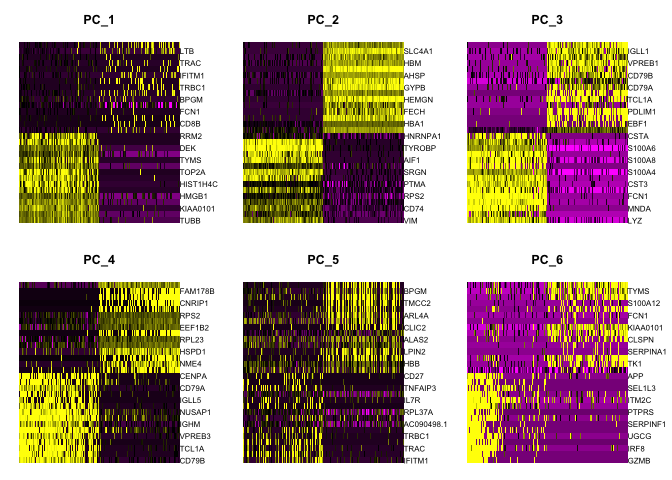 PC_1
LTB
TRAC
IFITM1
TRBC1
BPGM
FCN1
CD8B
RRM2
DEK
TYMS
TOP2A
HIST1H4C
HMGB1
KIAA0101
TUBB
PC_2
SLC4A1
HBM
AHSP
GYPB
HEMGN
FECH
HBA1
HNRNPA1
TYROBP
AIF1
SRGN
PTMA
RPS2
CD74
VIM
PC_3
IGLL1
VPREB1
CD79B
CD79A
TCL1A
PDLIM1
EBF1
CSTA
S100A6
S100A8
S100A4
CST3
FCN1
MNDA
LYZ
PC_4
FAM178B
CNRIP1
RPS2
EEF1B2
RPL23
HSPD1
NME4
CENPA
CD79A
IGLL5
NUSAP1
IGHM
VPREB3
TCL1A
CD79B
PC_5
BPGM
TMCC2
ARL4A
CLIC2
ALAS2
LPIN2
HBB
CD27
TNFAIP3
IL7R
RPL37A
AC090498.1
TRBC1
TRAC
IFITM1
PC_6
TYMS
S100A12
FCN1
KIAA0101
CLSPN
SERPINA1
TK1
APP
SEL1L3
ITM2C
PTPRS
SERPINF1
UGCG
IRF8
GZMB